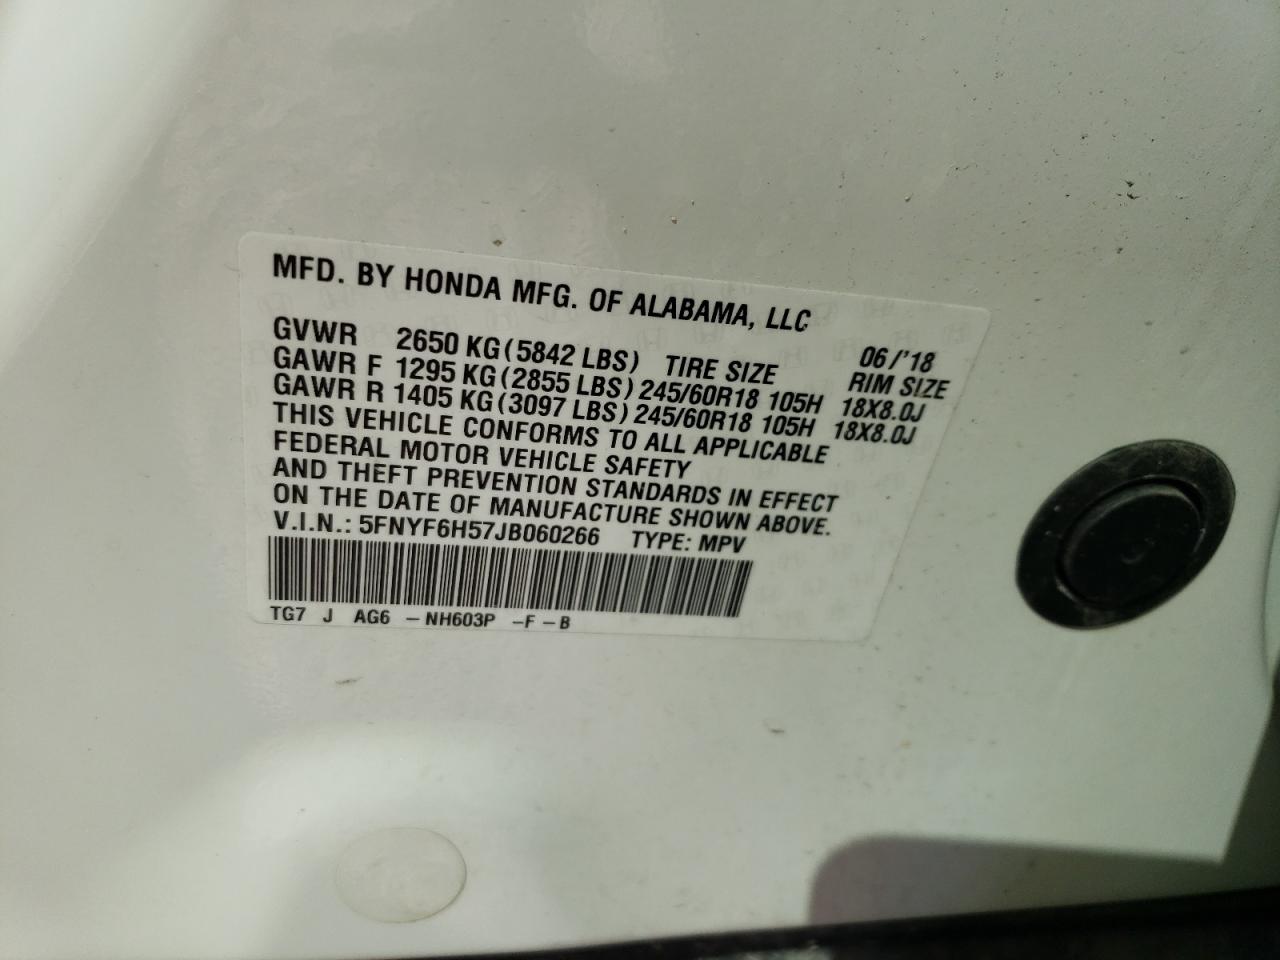 MFD. BY HONDA MFG. OF ALABAMA, LLC
06/'18
GVWR 2650 KG(5842 LBS) TIRE SIZE RIM SIZE
GAWR F 1295 KG(2855 LBS) 245/60R18 105H 18X8.0J
GAWR R 1405 KG(3097 LBS) 245/60R18 105H 18X8.0J
THIS VEHICLE CONFORMS TO ALL APPLICABLE
FEDERAL MOTOR VEHICLE SAFETY
AND THEFT PREVENTION STANDARDS IN EFFECT
ON THE DATE OF MANUFACTURE SHOWN ABOVE.
V.I.N.: 5FNYF6H57JB060266 TYPE: MPV
TG7 J AG6 -NH603P -F-B